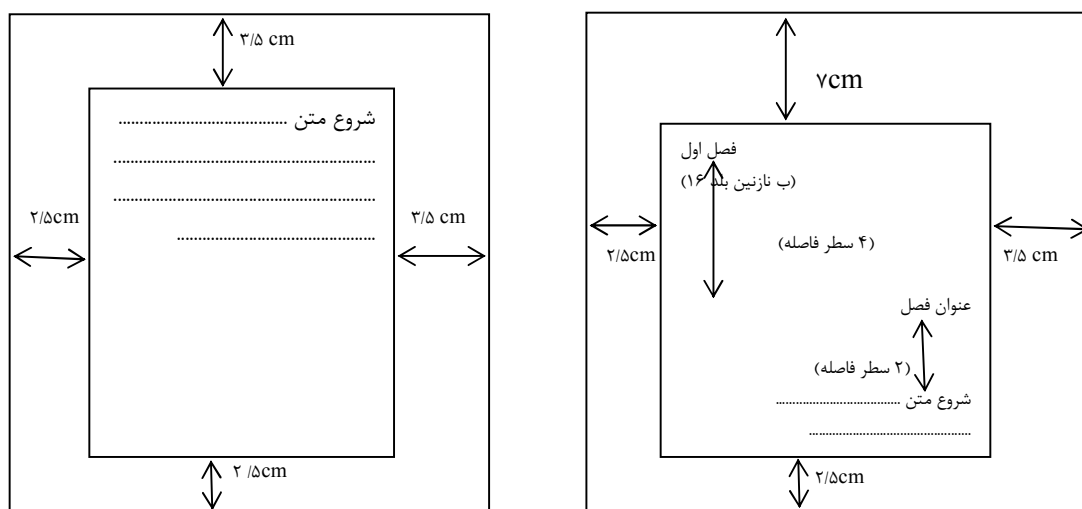 ۳/۵ cm
شروع متن ............................................
....................................................................
....................................................................
....................................................
۲/۵cm
۳/۵ cm
۲ /۵cm
۷cm
فصل اول
(ب نازنین بلد ۱۶)
(۴ سطر فاصله)
۲/۵cm
۳/۵ cm
عنوان فصل
(۲ سطر فاصله)
شروع متن ......................................
.................................................
۲/۵cm